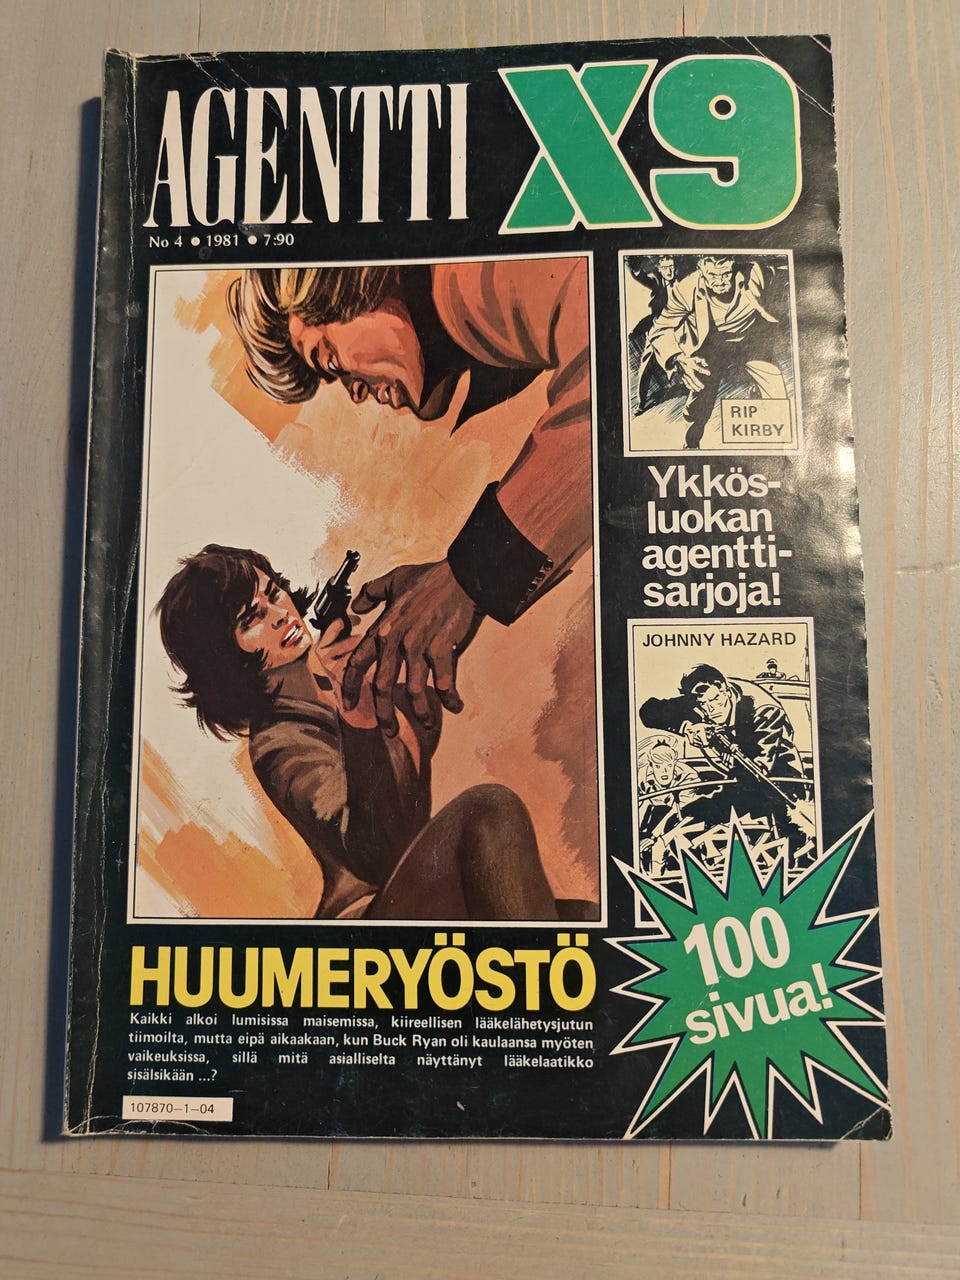 AGENTTI X9
No 4 ● 1981 ● 7:90
RIP
KIRBY
Ykkös-
luokan
agentti-
sarjoja!
JOHNNY HAZARD
100
sivua!
HUUMERYÖSTÖ
Kaikki alkoi lumisissa maisemissa, kiireellisen lääkelähetysjutun
tiimoilta, mutta eipä aikaakaan, kun Buck Ryan oli kaulaansa myöten
vaikeuksissa, sillä mitä asialliselta näyttänyt lääkelaatikko
sisälsikään ...?
107870-1-04